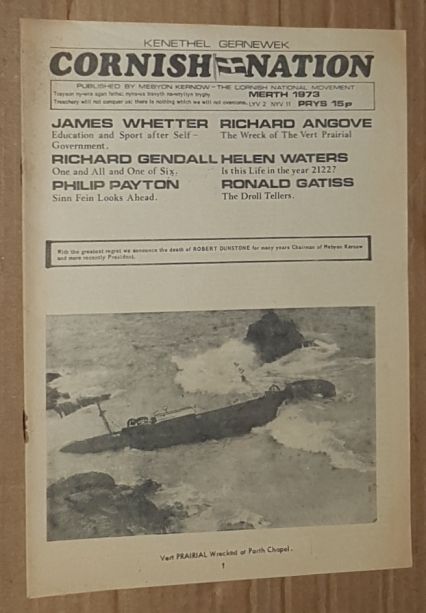 KENETHEL GERNEWEK
CORNISH NATION
PUBLISHED BY MEBYON KERNOW - THE CORNISH NATIONAL MOVEMENT
MERTH 1973
Treachery will not conquer us: there is nothing which we will not overcome. LYV 2 NYV 11 PRYS 15p
JAMES WHETTER RICHARD ANGOVE
Education and Sport after Self - The Wreck of The Vert Prairial
Government.
RICHARD GENDALL HELEN WATERS
One and All and One of Six. Is this Life in the year 2122?
PHILIP PAYTON RONALD GATISS
Sinn Fein Looks Ahead. The Droll Tellers.
With the greatest regret we announce the death of ROBERT DUNSTONE for many years Chairman of Mebyon Kernow
and more recently President.
Vert PRAIRIAL Wrecked at Porth Chapel.
1